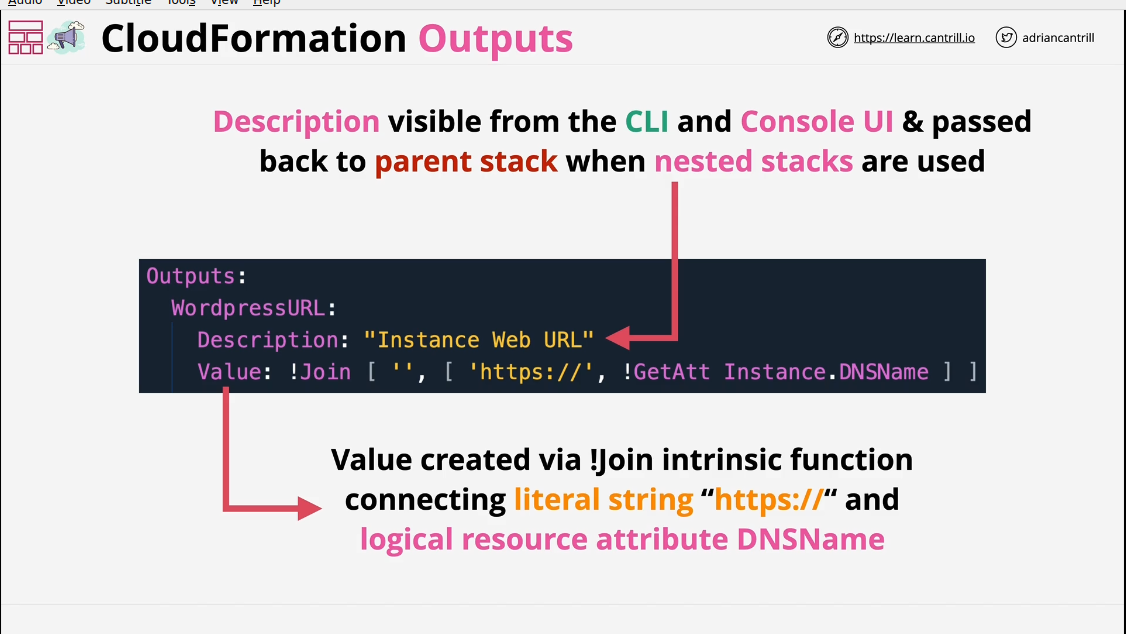 Audio Video Subtitle Tools View Help
CloudFormation Outputs
https://learn.cantrill.io adriancantrill
Description visible from the CLI and Console UI & passed
back to parent stack when nested stacks are used
Outputs:
WordpressURL:
Description: "Instance Web URL"
Value: !Join [ '', [ 'https://', !GetAtt Instance.DNSName ] ]
Value created via !Join intrinsic function
connecting literal string “https://“ and
logical resource attribute DNSName